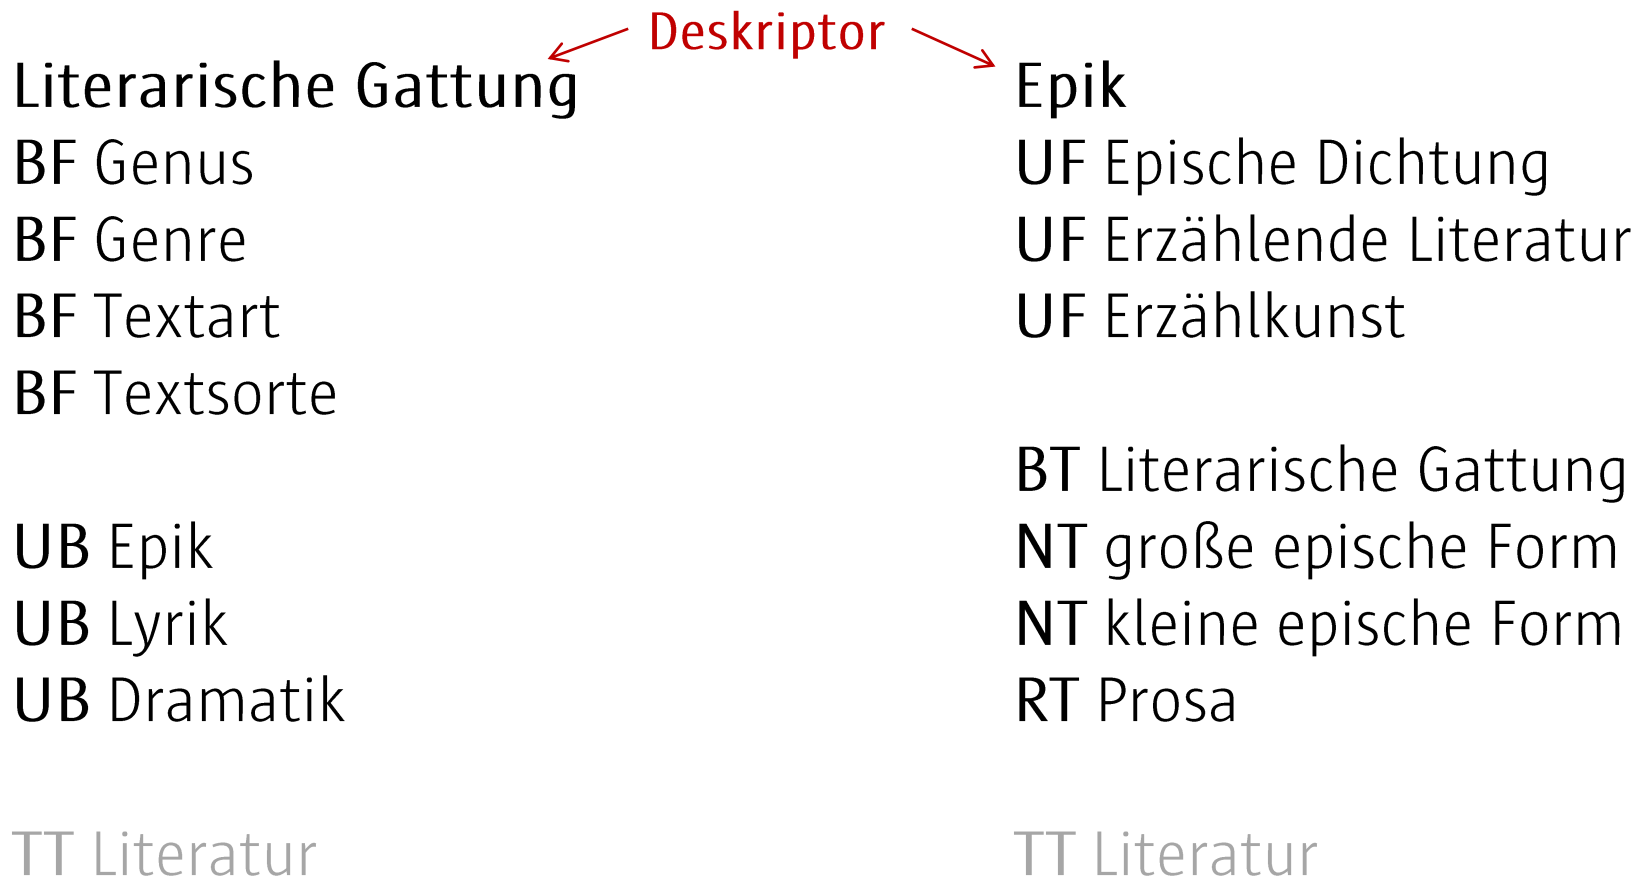 Deskriptor
Literarische Gattung
BF Genus
BF Genre
BF Textart
BF Textsorte
UB Epik
UB Lyrik
UB Dramatik
TT Literatur
Epik
UF Epische Dichtung
UF Erzählende Literatur
UF Erzählkunst
BT Literarische Gattung
NT große epische Form
NT kleine epische Form
RT Prosa
TT Literatur